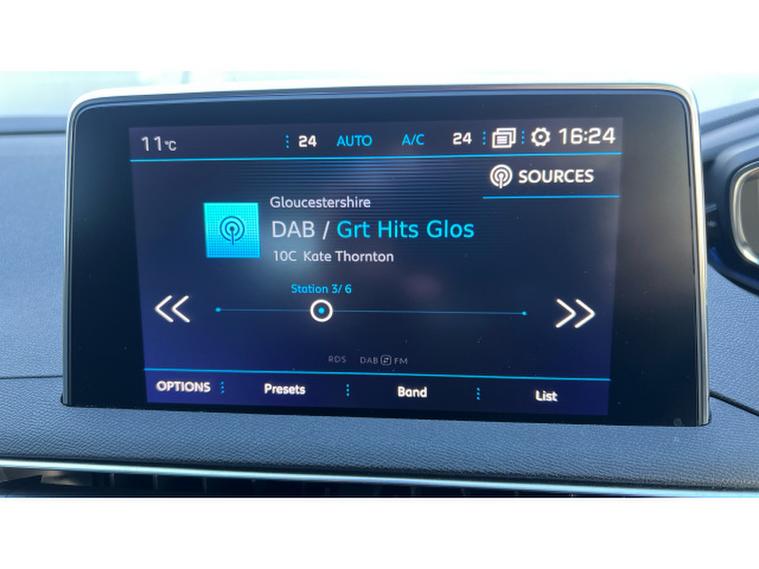 11°C 24 AUTO A/C 24 16:24
SOURCES
Gloucestershire
DAB / Grt Hits Glos
10C Kate Thornton
Station 3/ 6
RDS DAB FM
OPTIONS Presets Band List